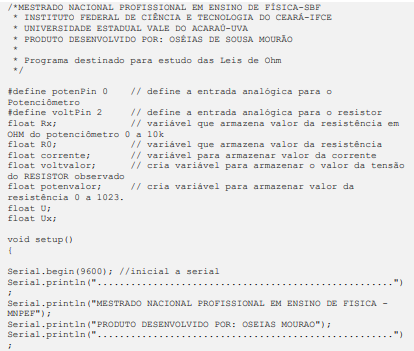 /*MESTRADO NACIONAL PROFISSIONAL EM ENSINO DE FÍSICA-SBF
* INSTITUTO FEDERAL DE CIÊNCIA E TECNOLOGIA DO CEARÁ-IFCE
* UNIVERSIDADE ESTADUAL VALE DO ACARAÚ-UVA
* PRODUTO DESENVOLVIDO POR: OSÉIAS DE SOUSA MOURÃO
*
* Programa destinado para estudo das Leis de Ohm
*/
#define potenPin 0 // define a entrada analógica para o
Potenciômetro
#define voltPin 2 // define a entrada analógica para o resistor
float Rx; // variável que armazena valor da resistência em
OHM do potenciômetro 0 a 10k
float R0; // variável que armazena valor da resistência
float corrente; // variável para armazenar valor da corrente
float voltvalor; // cria variável para armazenar o valor da tensão
do RESISTOR observado
float potenvalor; // cria variável para armazenar valor da
resistência 0 a 1023.
float U;
float Ux;
void setup()
{
Serial.begin(9600); //inicial a serial
Serial.println("....................................................")
;
Serial.println("MESTRADO NACIONAL PROFISSIONAL EM ENSINO DE FISICA -
MNPEF");
Serial.println("PRODUTO DESENVOLVIDO POR: OSEIAS MOURAO");
Serial.println("....................................................")
;